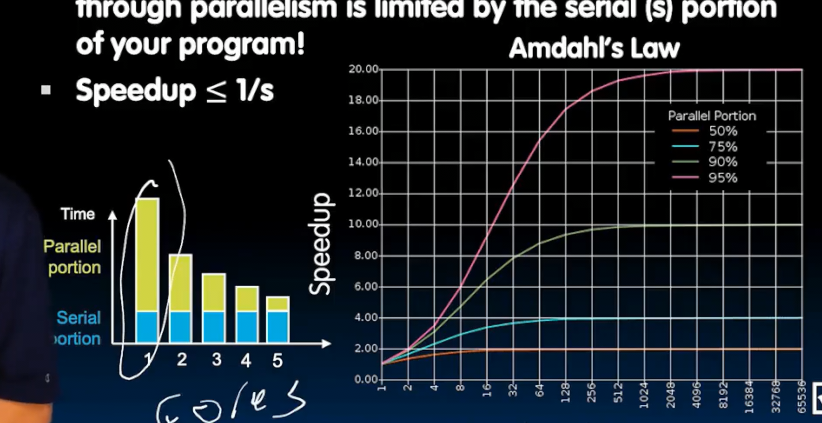 through parallelism is limited by the serial (s) portion
of your program!
▪ Speedup ≤ 1/s
Time
Parallel
portion
Serial
portion
1 2 3 4 5
Cores
Amdahl's Law
Speedup
20.00
18.00
16.00
14.00
12.00
10.00
8.00
6.00
4.00
2.00
0.00
Parallel Portion
50%
75%
90%
95%
1 2 4 8 16 32 64 128 256 512 1024 2048 4096 8192 16384 32768 65536